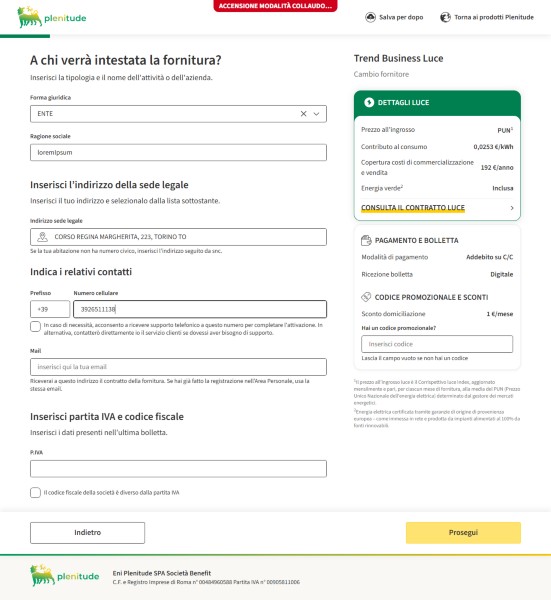 ACCENSIONE MODALITÀ COLLAUDO...
plenitude
Salva per dopo
Torna ai prodotti Plenitude
A chi verrà intestata la fornitura?
Inserisci la tipologia e il nome dell'attività o dell'azienda.
Forma giuridica
ENTE
Ragione sociale
loremipsum
Inserisci l'indirizzo della sede legale
Inserisci il tuo indirizzo e selezionalo dalla lista sottostante.
Indirizzo sede legale
CORSO REGINA MARGHERITA, 223, TORINO TO
Se la tua abitazione non ha numero civico, inserisci l'indirizzo seguito da snc.
Indica i relativi contatti
Prefisso
Numero cellulare
+39
3926511138
In caso di necessità, acconsento a ricevere supporto telefonico a questo numero per completare l'attivazione. In
alternativa, contatterò direttamente io il servizio clienti se dovessi aver bisogno di supporto.
Mail
Inserisci qui la tua email
Riceverai a questo indirizzo il contratto della fornitura. Se hai già fatto la registrazione nell'Area Personale, usa la
stessa email.
Inserisci partita IVA e codice fiscale
Inserisci i dati presenti nell'ultima bolletta.
P.IVA
Il codice fiscale della società è diverso dalla partita IVA
Trend Business Luce
Cambio fornitore
DETTAGLI LUCE
Prezzo all'ingrosso PUN¹
Contributo al consumo 0,0253 €/kWh
Copertura costi di commercializzazione
e vendita 192 €/anno
Energia verde² Inclusa
CONSULTA IL CONTRATTO LUCE
PAGAMENTO E BOLLETTA
Modalità di pagamento Addebito su C/C
Ricezione bolletta Digitale
CODICE PROMOZIONALE E SCONTI
Sconto domiciliazione 1 €/mese
Hai un codice promozionale?
Inserisci codice
Lascia il campo vuoto se non hai un codice
¹Il prezzo all'ingrosso luce è il Corrispettivo Luce Index, aggiornato
mensilmente e pari, per ciascun mese di fornitura, alla media del PUN (Prezzo
Unico Nazionale dell'energia elettrica) determinato dal gestore dei mercati
energetici.
²Energia elettrica certificata tramite garanzie di origine di provenienza
europea – come immessa in rete e prodotta da impianti alimentati al 100% da
fonti rinnovabili.
Indietro
Prosegui
plenitude
Eni Plenitude SPA Società Benefit
C.F. e Registro Imprese di Roma n° 00484960588 Partita IVA n° 00905811006